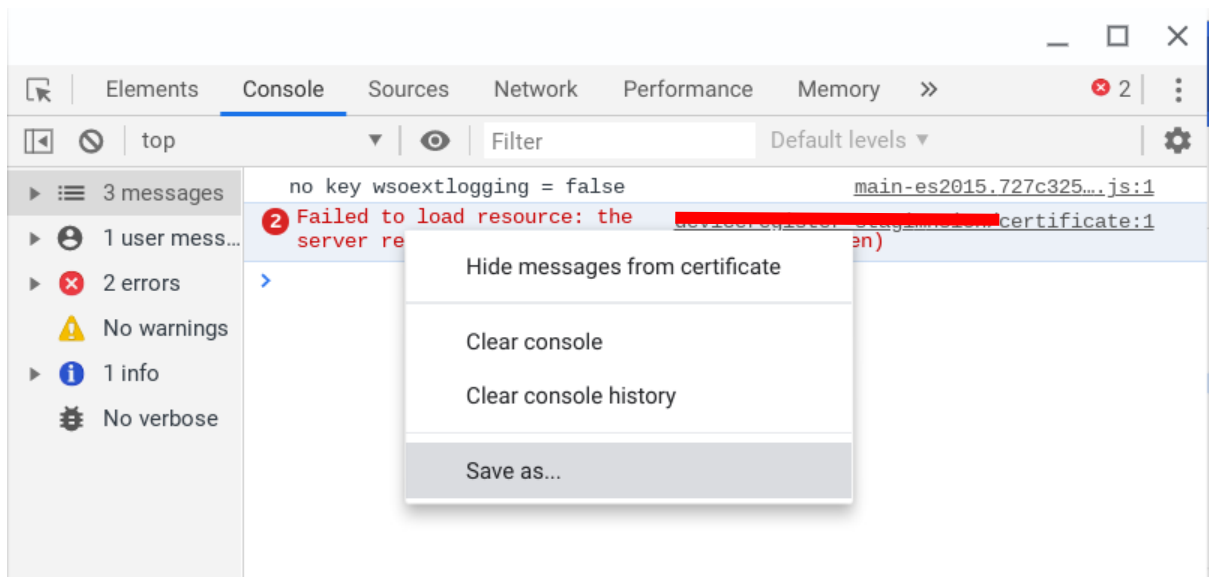 Elements Console Sources Network Performance Memory » 2
top Filter Default levels
3 messages
1 user mess…
2 errors
No warnings
1 info
No verbose
no key wsoextlogging = false main-es2015.727c325….js:1
2 Failed to load resource: the certificate:1
server re en)
>
Hide messages from certificate
Clear console
Clear console history
Save as...